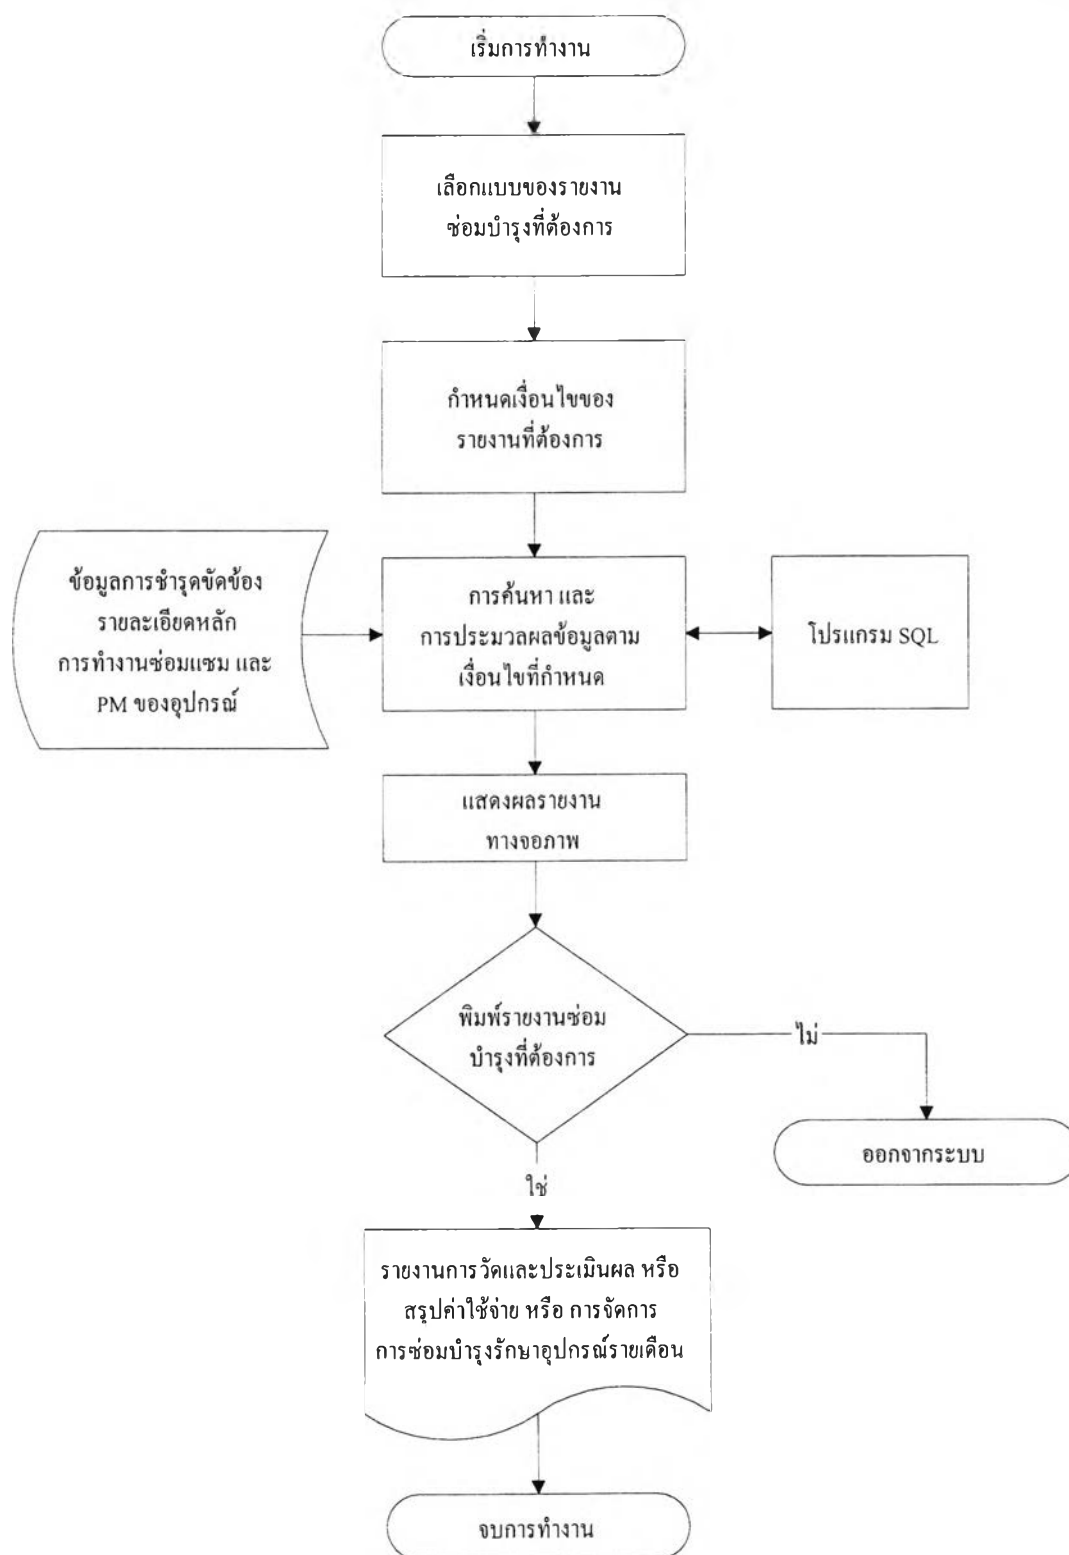 เริ่มการทำงาน
เลือกแบบของรายงาน
ซ่อมบำรุงที่ต้องการ
กำหนดเงื่อนไขของ
รายงานที่ต้องการ
ข้อมูลการชำรุดขัดข้อง
รายละเอียดหลัก
การทำงานซ่อมแซม และ
PM ของอุปกรณ์
การค้นหา และ
การประมวลผลข้อมูลตาม
เงื่อนไขที่กำหนด
โปรแกรม SQL
แสดงผลรายงาน
ทางจอภาพ
พิมพ์รายงานซ่อม
บำรุงที่ต้องการ
ไม่
ออกจากระบบ
ใช่
รายงานการวัดและประเมินผล หรือ
สรุปค่าใช้จ่าย หรือ การจัดการ
การซ่อมบำรุงรักษาอุปกรณ์รายเดือน
จบการทำงาน